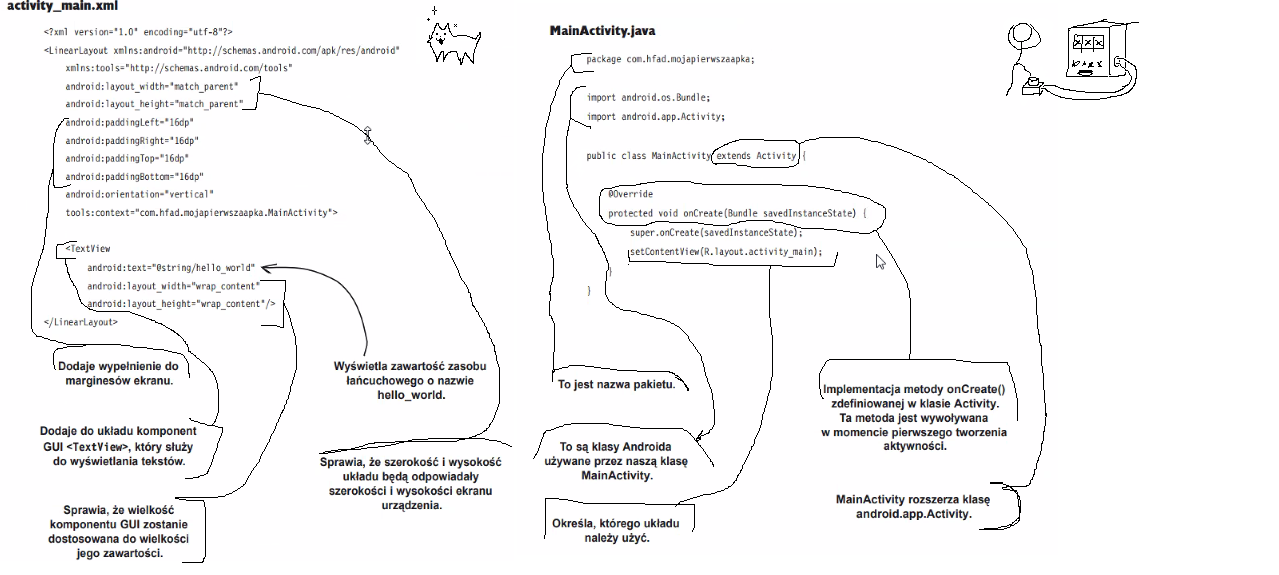 activity_main.xml
<?xml version="1.0" encoding="utf-8"?>
<LinearLayout xmlns:android="http://schemas.android.com/apk/res/android"
xmlns:tools="http://schemas.android.com/tools"
android:layout_width="match_parent"
android:layout_height="match_parent"
android:paddingLeft="16dp"
android:paddingRight="16dp"
android:paddingTop="16dp"
android:paddingBottom="16dp"
android:orientation="vertical"
tools:context="com.hfad.mojapierwszaapka.MainActivity">
<TextView
android:text="@string/hello_world"
android:layout_width="wrap_content"
android:layout_height="wrap_content"/>
</LinearLayout>
Dodaje wypełnienie do
marginesów ekranu.
Wyświetla zawartość zasobu
łańcuchowego o nazwie
hello_world.
Dodaje do układu komponent
GUI <TextView>, który służy
do wyświetlania tekstów.
Sprawia, że szerokość i wysokość
układu będą odpowiadały
szerokości i wysokości ekranu
urządzenia.
Sprawia, że wielkość
komponentu GUI zostanie
dostosowana do wielkości
jego zawartości.
MainActivity.java
package com.hfad.mojapierwszaapka;
import android.os.Bundle;
import android.app.Activity;
public class MainActivity extends Activity {
@Override
protected void onCreate(Bundle savedInstanceState) {
super.onCreate(savedInstanceState);
setContentView(R.layout.activity_main);
}
}
To jest nazwa pakietu.
To są klasy Androida
używane przez naszą klasę
MainActivity.
Określa, którego układu
należy użyć.
Implementacja metody onCreate()
zdefiniowanej w klasie Activity.
Ta metoda jest wywoływana
w momencie pierwszego tworzenia
aktywności.
MainActivity rozszerza klasę
android.app.Activity.